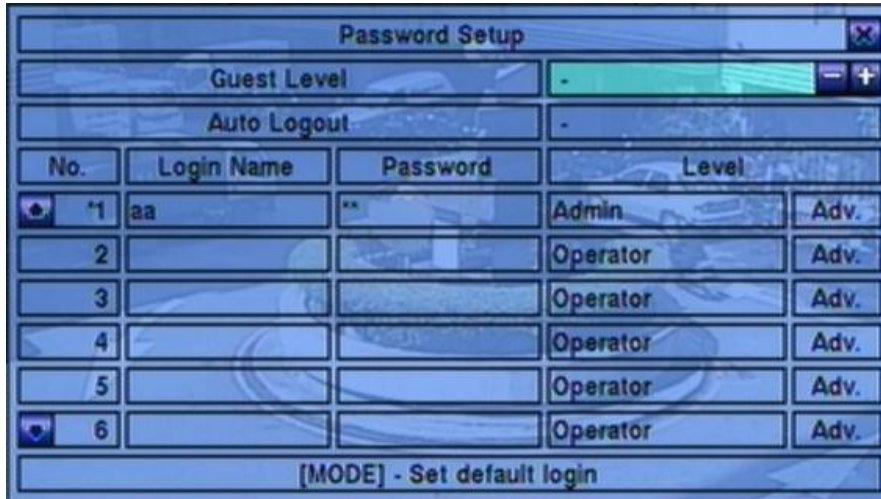 Password Setup
Guest Level -
Auto Logout -
No. Login Name Password Level
*1 aa ** Admin Adv.
2 Operator Adv.
3 Operator Adv.
4 Operator Adv.
5 Operator Adv.
6 Operator Adv.
[MODE] - Set default login